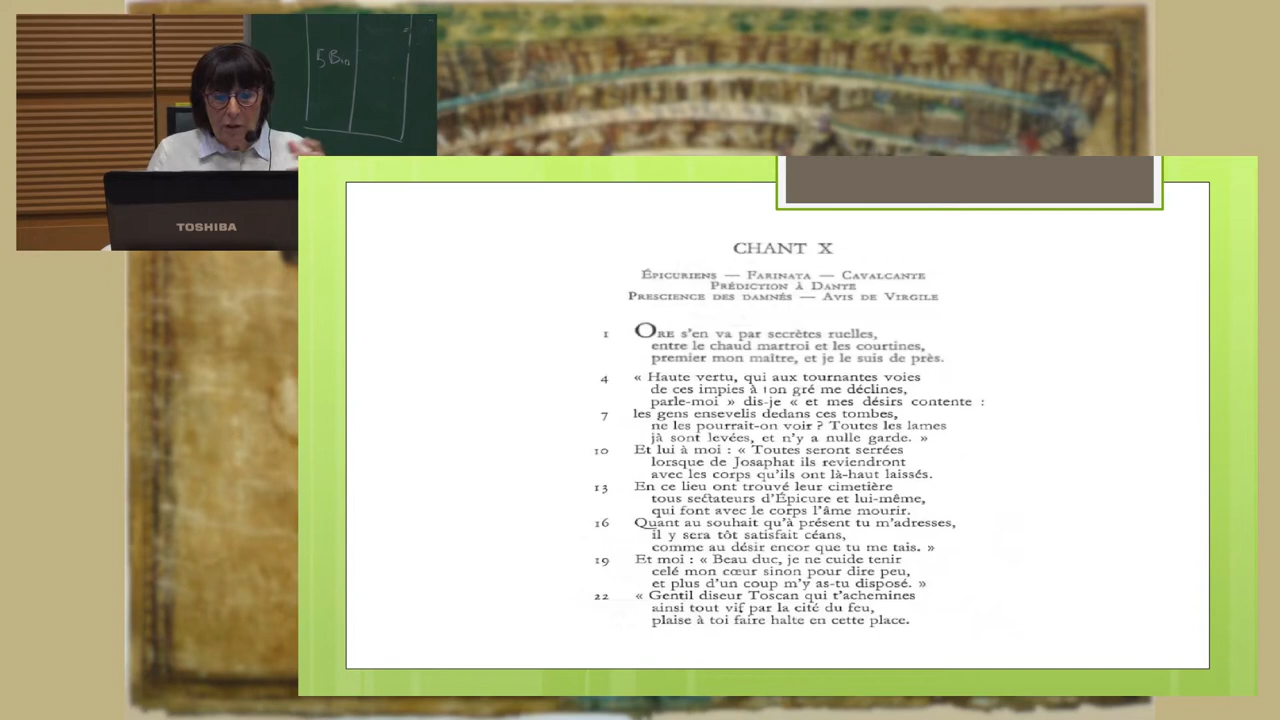 5 B10
TOSHIBA
CHANT X
ÉPICURIENS — FARINATA — CAVALCANTE
PRÉDICTION À DANTE
PRESCIENCE DES DAMNÉS — AVIS DE VIRGILE
1 ORE s'en va par secrètes ruelles,
entre le chaud martroi et les courtines,
premier mon maître, et je le suis de près.
4 « Haute vertu, qui aux tournantes voies
de ces impies à ton gré me déclines,
parle-moi » dis-je « et mes désirs contente :
7 les gens ensevelis dedans ces tombes,
ne les pourrait-on voir ? Toutes les lames
jà sont levées, et n'y a nulle garde. »
10 Et lui à moi : « Toutes seront serrées
lorsque de Josaphat ils reviendront
avec les corps qu'ils ont là-haut laissés.
13 En ce lieu ont trouvé leur cimetière
tous sectateurs d'Épicure et lui-même,
qui font avec le corps l'âme mourir.
16 Quant au souhait qu'à présent tu m'adresses,
il y sera tôt satisfait céans,
comme au désir encor que tu me tais. »
19 Et moi : « Beau duc, je ne cuide tenir
celé mon cœur sinon pour dire peu,
et plus d'un coup m'y as-tu disposé. »
22 « Gentil diseur Toscan qui t'achemines
ainsi tout vif par la cité du feu,
plaise à toi faire halte en cette place.